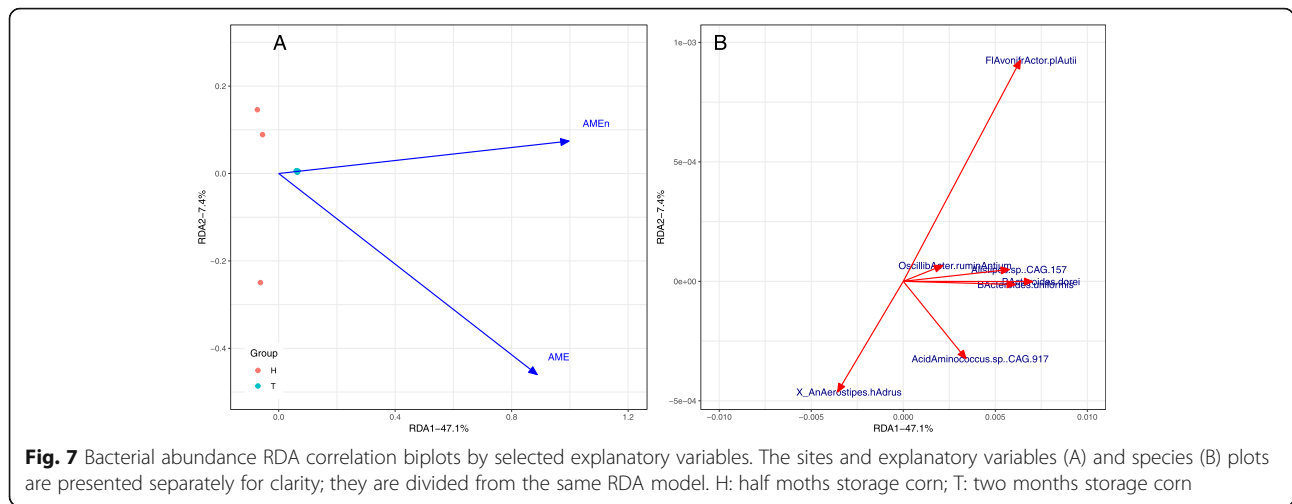 A
0.2
0.0
−0.2
−0.4
RDA2−7.4%
AMEn
AME
Group
H
T
0.0
0.4
0.8
1.2
RDA1−47.1%
B
1e−03
5e−04
0e+00
−5e−04
RDA2−7.4%
FlAvonifrActor.plAutii
OscillibActer.ruminAntium
Alistipes.sp..CAG.157
BActeroides.dorei
BActeroides.uniformis
AcidAminococcus.sp..CAG.917
X_AnAerostipes.hAdrus
−0.010
−0.005
0.000
0.005
0.010
RDA1−47.1%
Fig. 7 Bacterial abundance RDA correlation biplots by selected explanatory variables. The sites and explanatory variables (A) and species (B) plots
are presented separately for clarity; they are divided from the same RDA model. H: half moths storage corn; T: two months storage corn